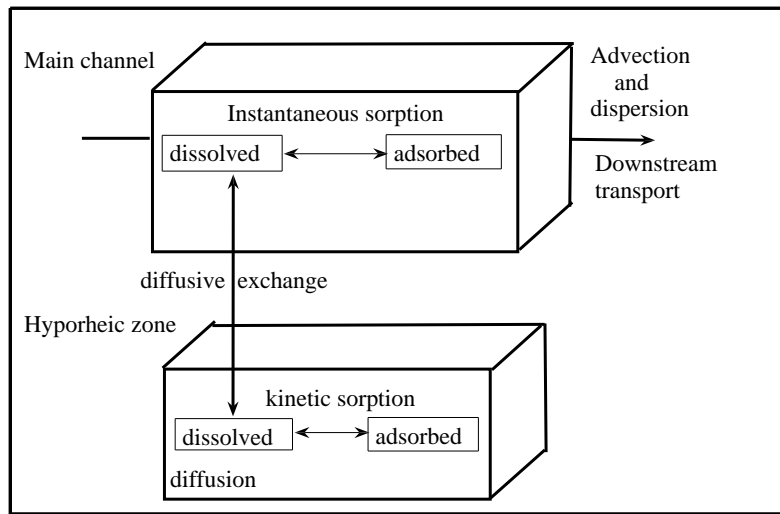 Main channel
Advection
and
dispersion
Instantaneous sorption
dissolved
adsorbed
Downstream
transport
diffusive exchange
Hyporheic zone
kinetic sorption
dissolved
adsorbed
diffusion